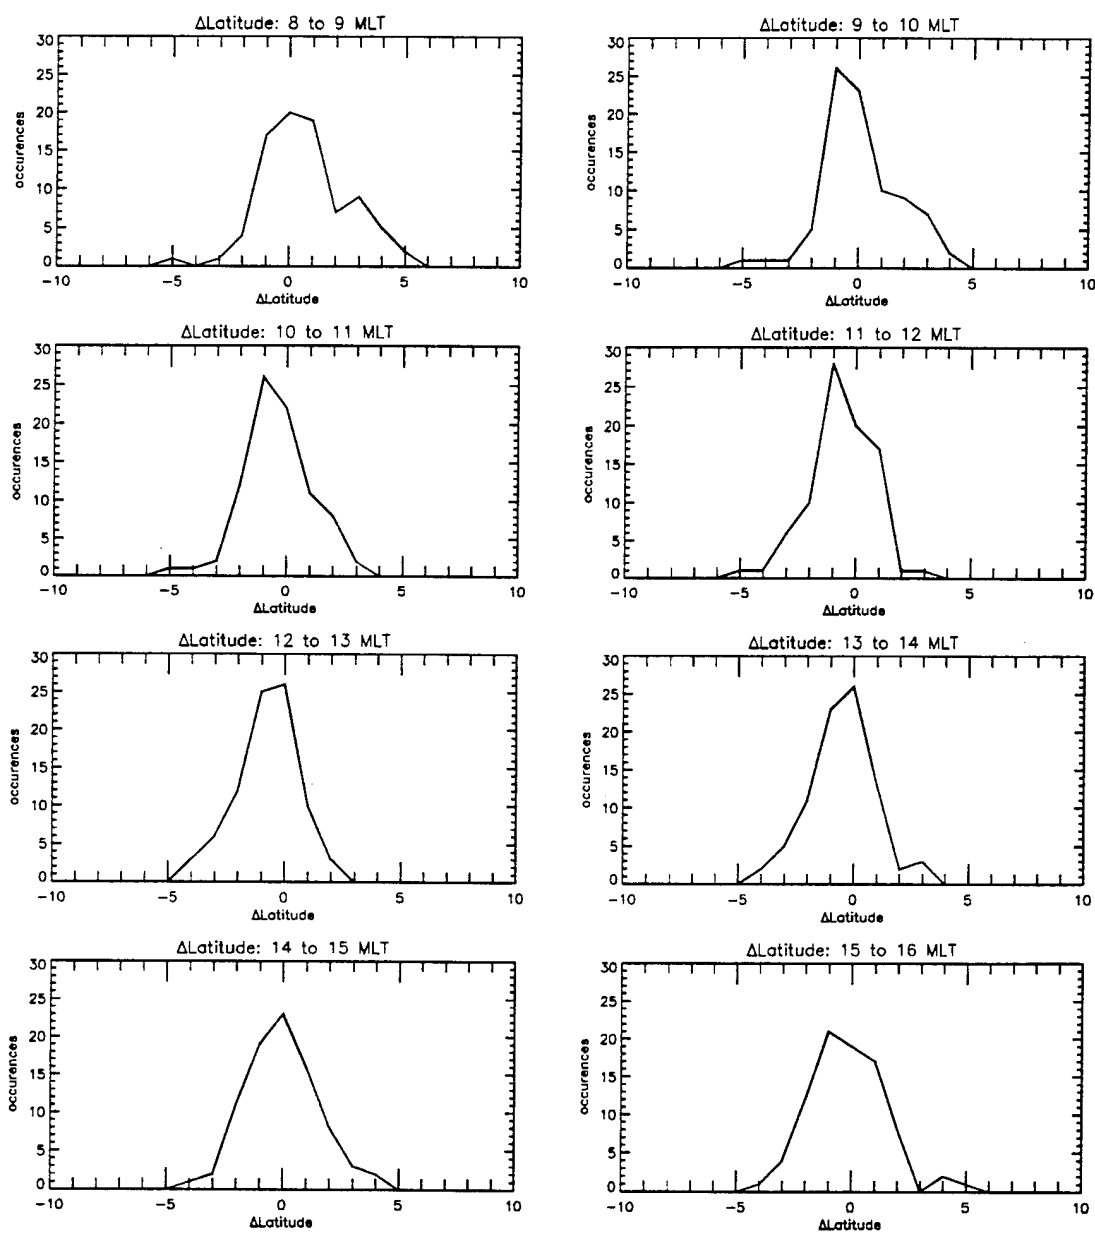 ΔLatitude: 8 to 9 MLT
30
25
20
15
10
5
0
occurences
-10 -5 0 5 10
ΔLatitude
ΔLatitude: 9 to 10 MLT
30
25
20
15
10
5
0
occurences
-10 -5 0 5 10
ΔLatitude
ΔLatitude: 10 to 11 MLT
30
25
20
15
10
5
0
occurences
-10 -5 0 5 10
ΔLatitude
ΔLatitude: 11 to 12 MLT
30
25
20
15
10
5
0
occurences
-10 -5 0 5 10
ΔLatitude
ΔLatitude: 12 to 13 MLT
30
25
20
15
10
5
0
occurences
-10 -5 0 5 10
ΔLatitude
ΔLatitude: 13 to 14 MLT
30
25
20
15
10
5
0
occurences
-10 -5 0 5 10
ΔLatitude
ΔLatitude: 14 to 15 MLT
30
25
20
15
10
5
0
occurences
-10 -5 0 5 10
ΔLatitude
ΔLatitude: 15 to 16 MLT
30
25
20
15
10
5
0
occurences
-10 -5 0 5 10
ΔLatitude